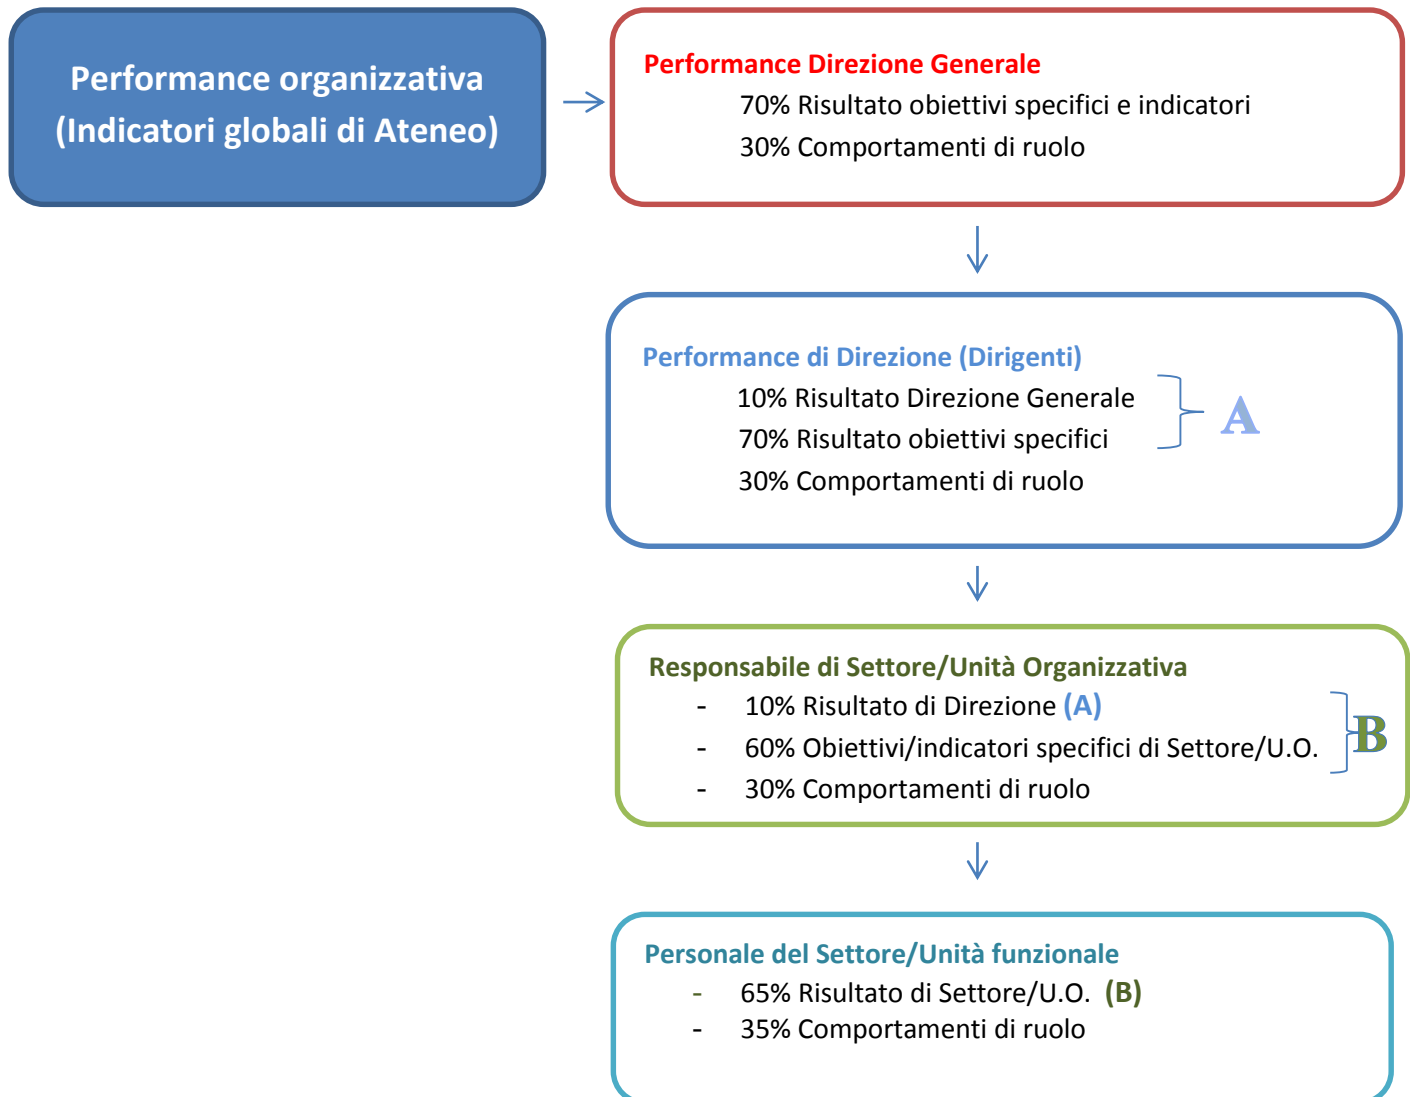 Performance organizzativa
(Indicatori globali di Ateneo)
Performance Direzione Generale
70% Risultato obiettivi specifici e indicatori
30% Comportamenti di ruolo
Performance di Direzione (Dirigenti)
10% Risultato Direzione Generale
70% Risultato obiettivi specifici
A
30% Comportamenti di ruolo
Responsabile di Settore/Unità Organizzativa
- 10% Risultato di Direzione (A)
- 60% Obiettivi/indicatori specifici di Settore/U.O.
B
- 30% Comportamenti di ruolo
Personale del Settore/Unità funzionale
- 65% Risultato di Settore/U.O. (B)
- 35% Comportamenti di ruolo